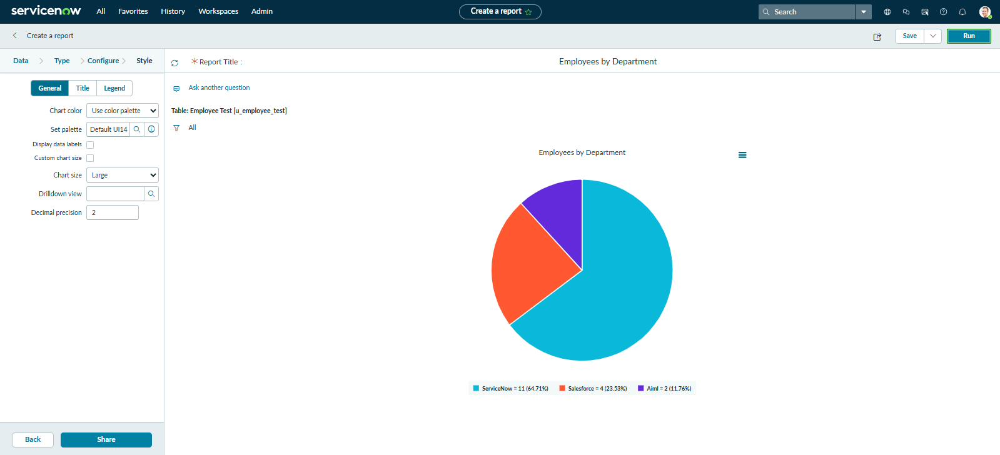 servicenow All Favorites History Workspaces Admin Create a report Search
Create a report Save Run
Data Type Configure Style Report Title : Employees by Department
General Title Legend
Ask another question
Chart color Use color palette
Table: Employee Test [u_employee_test]
Set palette Default UI14
All
Display data labels
Custom chart size
Employees by Department
Chart size Large
Drilldown view
Decimal precision 2
ServiceNow = 11 (64.71%) Salesforce = 4 (23.53%) Aiml = 2 (11.76%)
Back Share